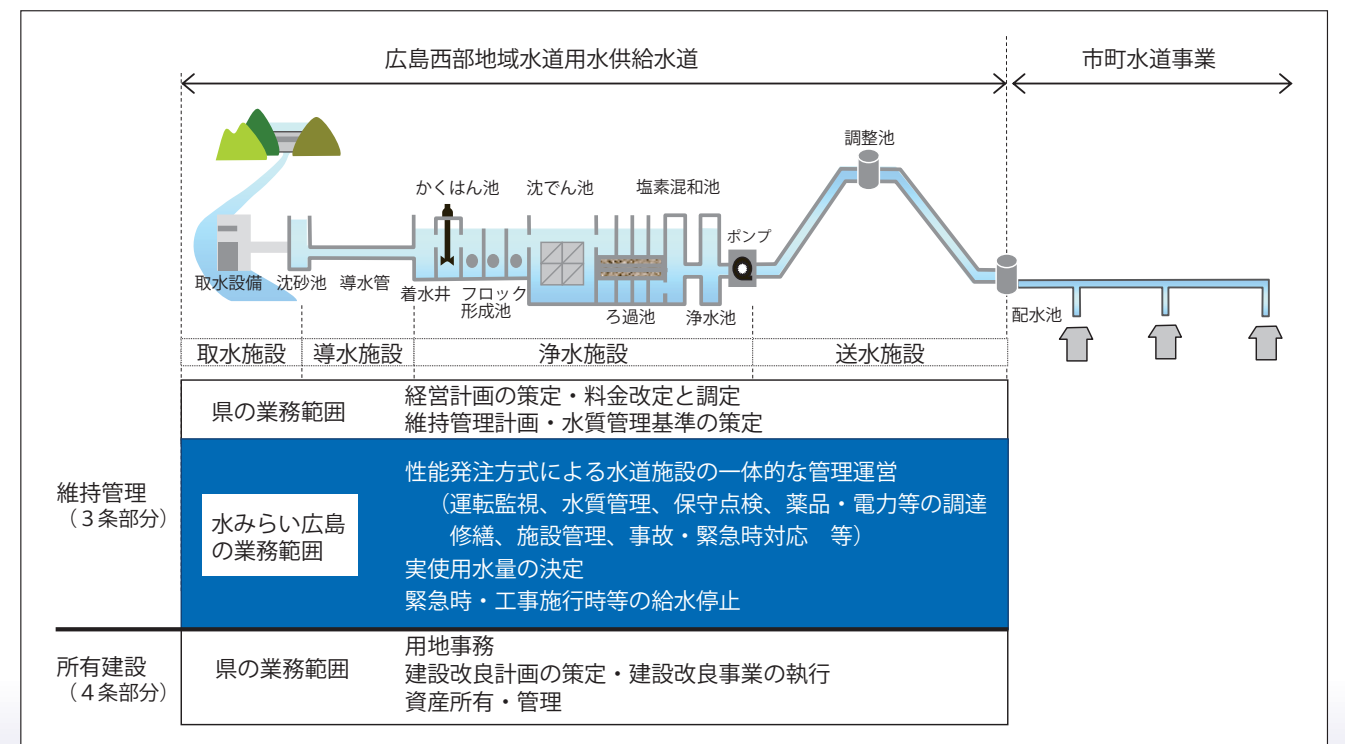 広島西部地域水道用水供給水道
市町水道事業
調整池
かくはん池
沈でん池
塩素混和池
ポンプ
取水設備
沈砂池
導水管
着水井
フロック
形成池
ろ過池
浄水池
配水池
取水施設
導水施設
浄水施設
送水施設
県の業務範囲
経営計画の策定・料金改定と調定
維持管理計画・水質管理基準の策定
維持管理
（３条部分）
水みらい広島
の業務範囲
性能発注方式による水道施設の一体的な管理運営
（運転監視、水質管理、保守点検、薬品・電力等の調達
修繕、施設管理、事故・緊急時対応　等）
実使用水量の決定
緊急時・工事施行時等の給水停止
所有建設
（４条部分）
県の業務範囲
用地事務
建設改良計画の策定・建設改良事業の執行
資産所有・管理